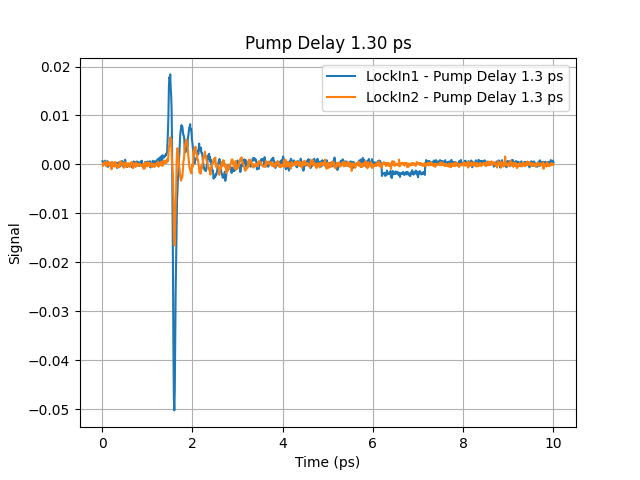 Pump Delay 1.30 ps
LockIn1 - Pump Delay 1.3 ps
LockIn2 - Pump Delay 1.3 ps
0.02
0.01
0.00
−0.01
−0.02
−0.03
−0.04
−0.05
Signal
0 2 4 6 8 10
Time (ps)